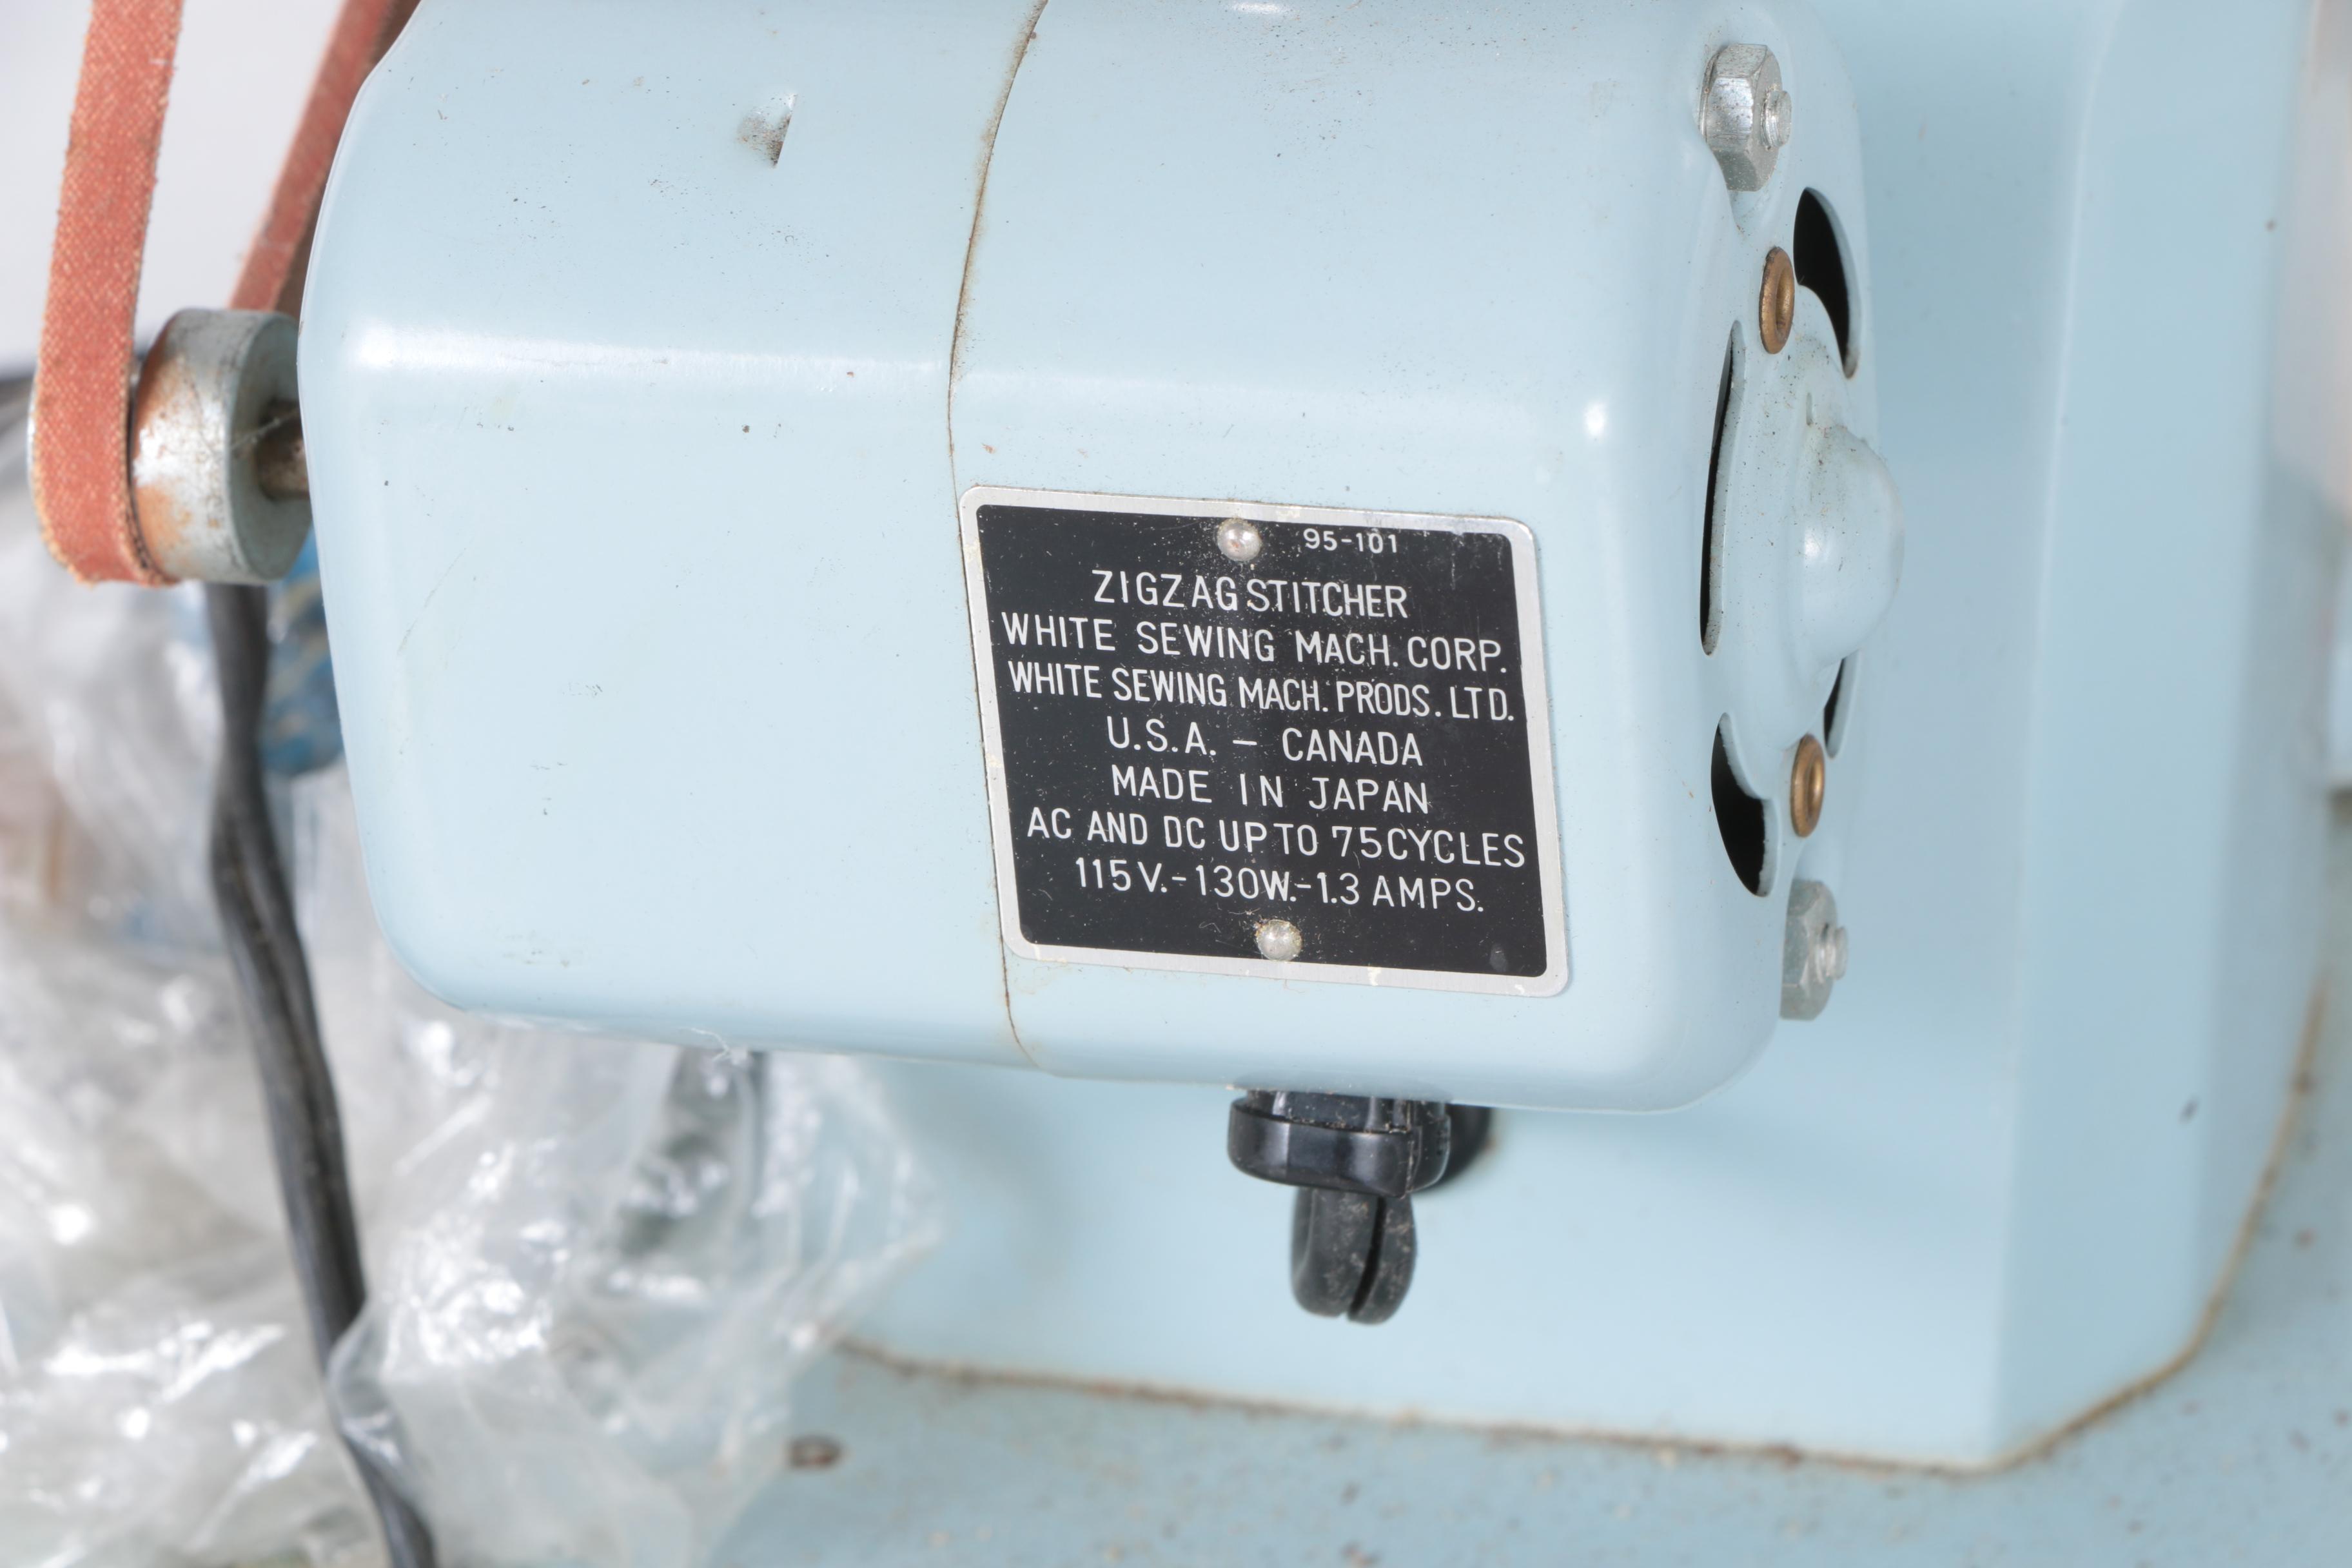 95-101
ZIGZAG STITCHER
WHITE SEWING MACH. CORP.
WHITE SEWING MACH. PRODS. LTD.
U.S.A. – CANADA
MADE IN JAPAN
AC AND DC UP TO 75 CYCLES
115V.-130W.-1.3 AMPS.